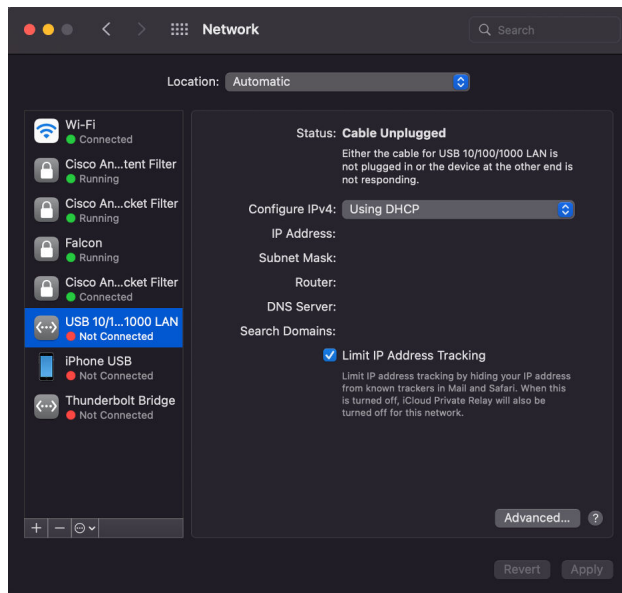 Network
Search
Location: Automatic
Wi-Fi
Connected
Cisco An...tent Filter
Running
Cisco An...cket Filter
Running
Falcon
Running
Cisco An...cket Filter
Connected
USB 10/1...1000 LAN
Not Connected
iPhone USB
Not Connected
Thunderbolt Bridge
Not Connected
Status: Cable Unplugged
Either the cable for USB 10/100/1000 LAN is
not plugged in or the device at the other end is
not responding.
Configure IPv4: Using DHCP
IP Address:
Subnet Mask:
Router:
DNS Server:
Search Domains:
Limit IP Address Tracking
Limit IP address tracking by hiding your IP address
from known trackers in Mail and Safari. When this
is turned off, iCloud Private Relay will also be
turned off for this network.
Advanced... ?
Revert Apply